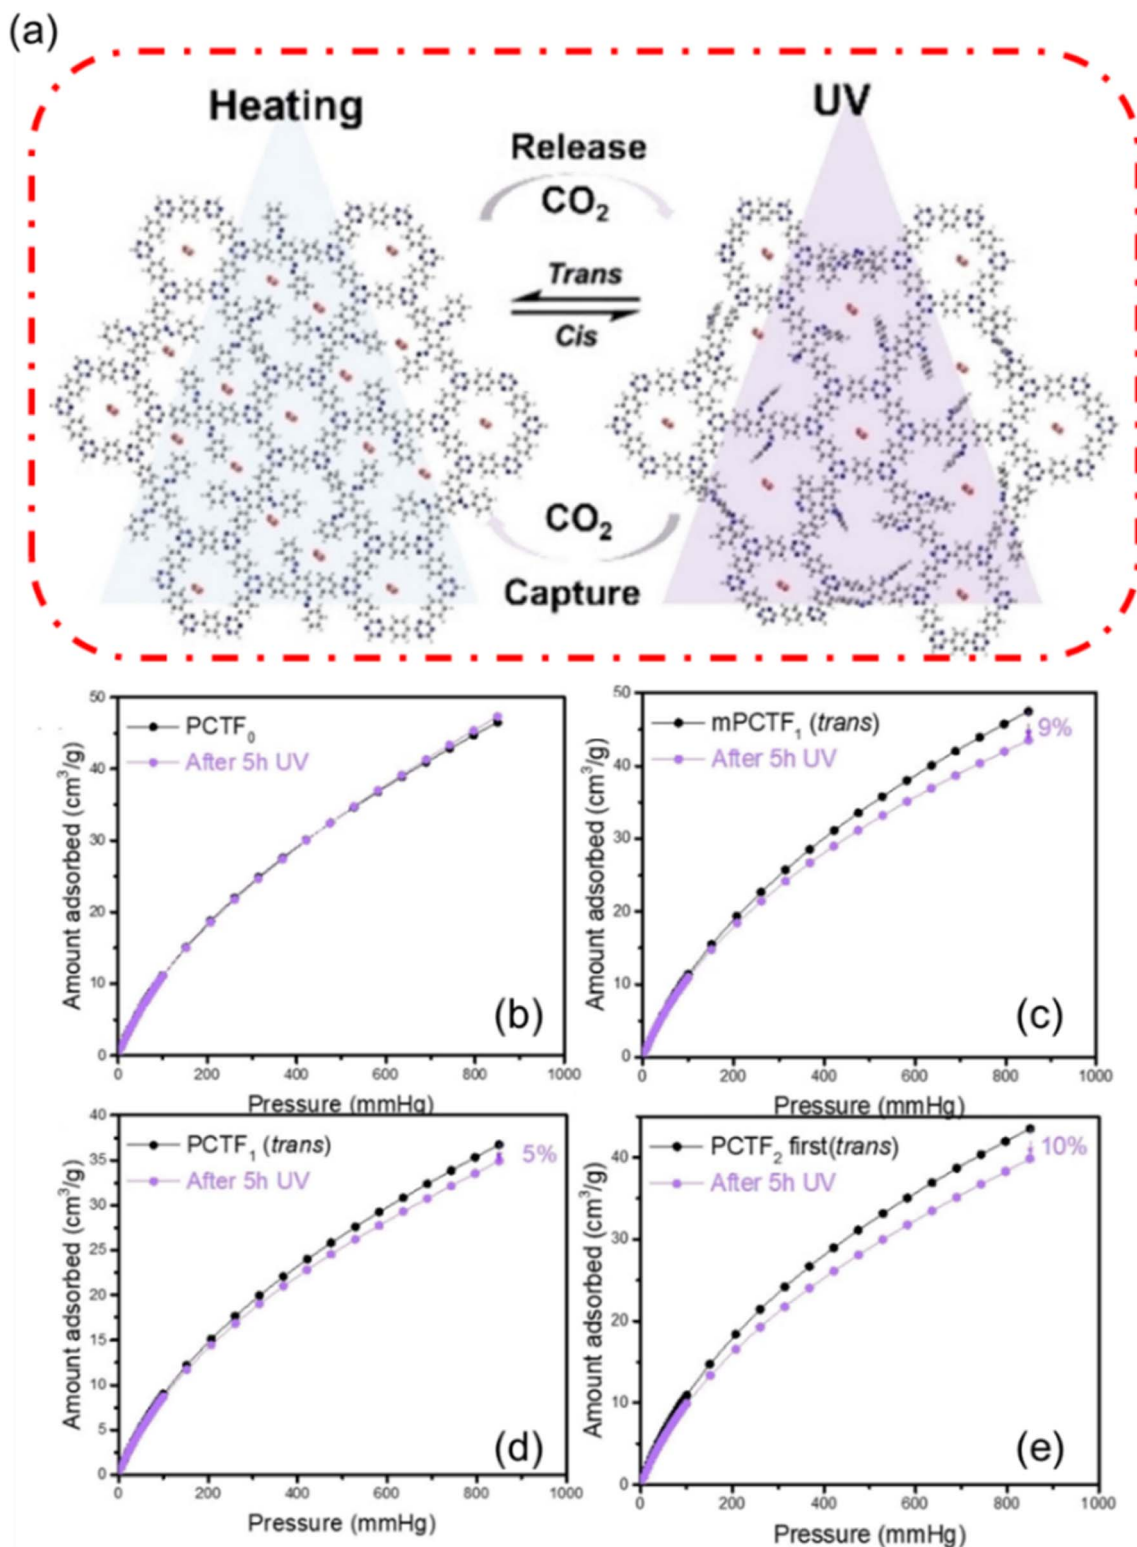 (a)
Heating
UV
Release
CO₂
Trans
Cis
CO₂
Capture
50
40
30
20
10
0
0 200 400 600 800 1000
Amount adsorbed (cm³/g)
Pressure (mmHg)
PCTF₀
After 5h UV
(b)
50
40
30
20
10
0
0 200 400 600 800 1000
Amount adsorbed (cm³/g)
Pressure (mmHg)
mPCTF₁ (trans)
After 5h UV
9%
(c)
40
35
30
25
20
15
10
5
0
0 200 400 600 800 1000
Amount adsorbed (cm³/g)
Pressure (mmHg)
PCTF₁ (trans)
After 5h UV
5%
(d)
40
30
20
10
0
0 200 400 600 800 1000
Amount adsorbed (cm³/g)
Pressure (mmHg)
PCTF₂ first(trans)
After 5h UV
10%
(e)